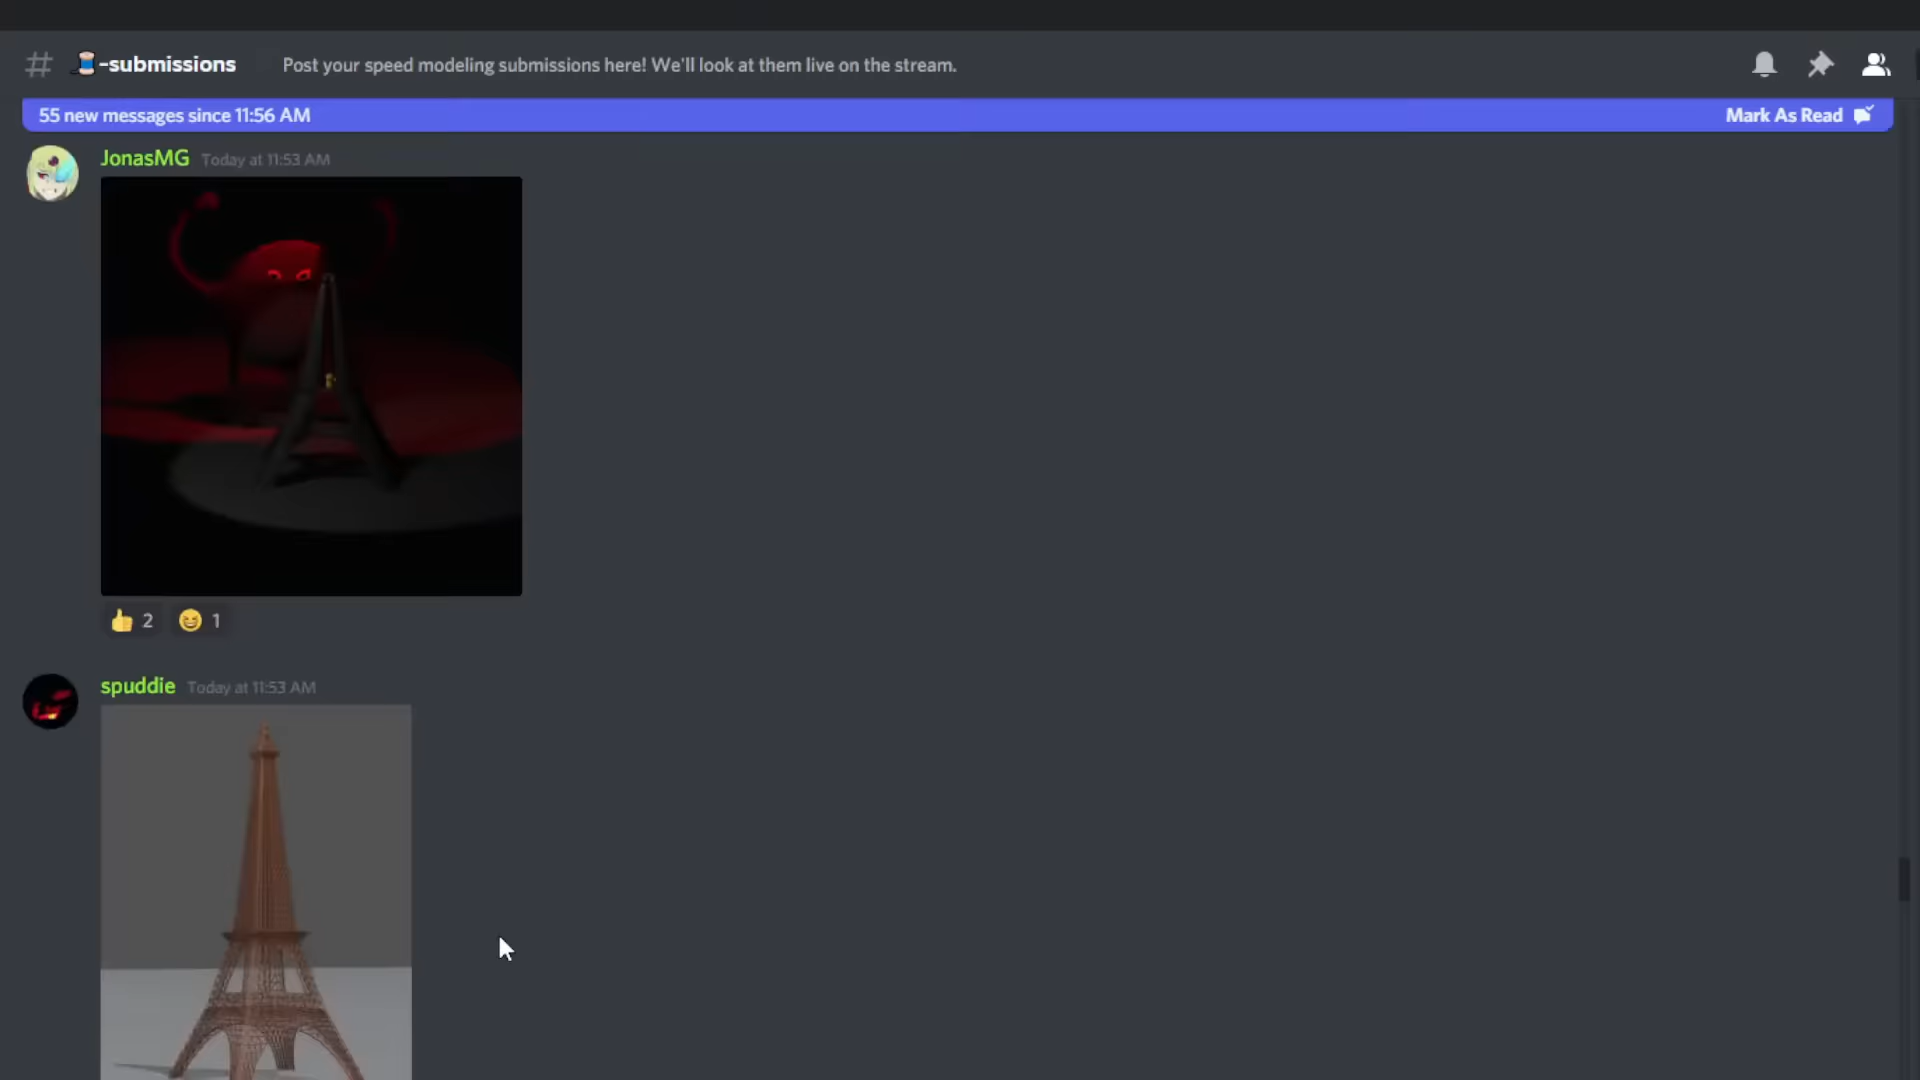 -submissions
Post your speed modeling submissions here! We'll look at them live on the stream.
55 new messages since 11:56 AM
Mark As Read
JonasMG Today at 11:53 AM
2 1
spuddie Today at 11:53 AM